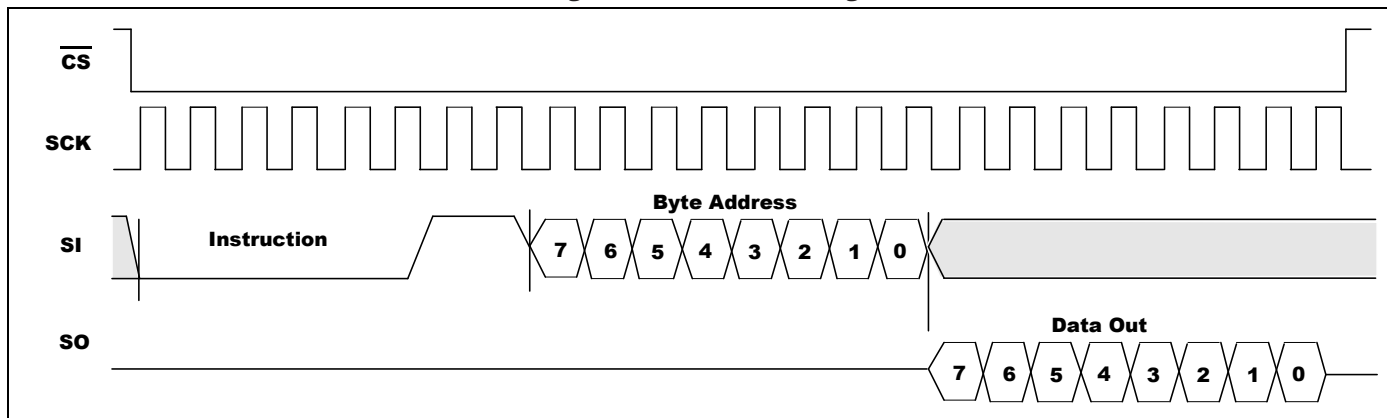 CS
SCK
Byte Address
SI
Instruction
7 6 5 4 3 2 1 0
Data Out
SO
7 6 5 4 3 2 1 0